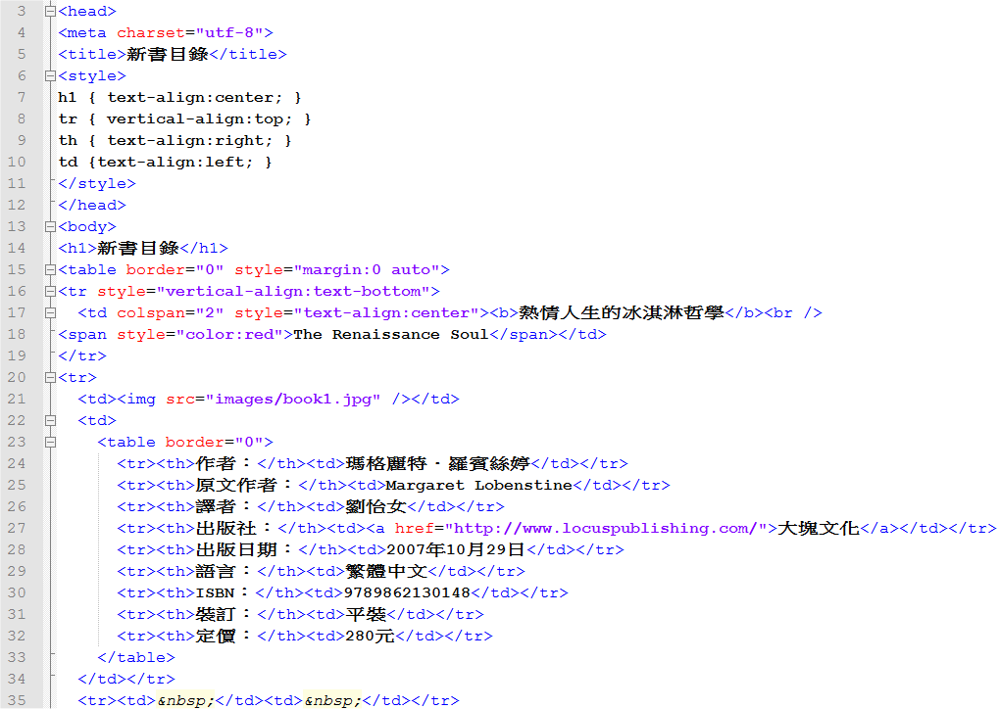 3 <head>
4 <meta charset="utf-8">
5 <title>新書目錄</title>
6 <style>
7 h1 { text-align:center; }
8 tr { vertical-align:top; }
9 th { text-align:right; }
10 td {text-align:left; }
11 </style>
12 </head>
13 <body>
14 <h1>新書目錄</h1>
15 <table border="0" style="margin:0 auto">
16 <tr style="vertical-align:text-bottom">
17 <td colspan="2" style="text-align:center"><b>熱情人生的冰淇淋哲學</b><br />
18 <span style="color:red">The Renaissance Soul</span></td>
19 </tr>
20 <tr>
21 <td><img src="images/book1.jpg" /></td>
22 <td>
23 <table border="0">
24 <tr><th>作者：</th><td>瑪格麗特．羅賓絲婷</td></tr>
25 <tr><th>原文作者：</th><td>Margaret Lobenstine</td></tr>
26 <tr><th>譯者：</th><td>劉怡女</td></tr>
27 <tr><th>出版社：</th><td><a href="http://www.locuspublishing.com/">大塊文化</a></td></tr>
28 <tr><th>出版日期：</th><td>2007年10月29日</td></tr>
29 <tr><th>語言：</th><td>繁體中文</td></tr>
30 <tr><th>ISBN：</th><td>9789862130148</td></tr>
31 <tr><th>裝訂：</th><td>平裝</td></tr>
32 <tr><th>定價：</th><td>280元</td></tr>
33 </table>
34 </td></tr>
35 <tr><td>&nbsp;</td><td>&nbsp;</td></tr>